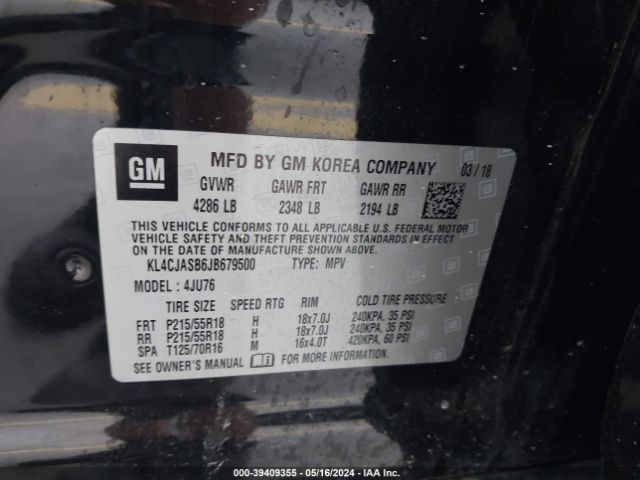 GM
MFD BY GM KOREA COMPANY 03/18
GVWR GAWR FRT GAWR RR
4286 LB 2348 LB 2194 LB
THIS VEHICLE CONFORMS TO ALL APPLICABLE U.S. FEDERAL MOTOR
VEHICLE SAFETY AND THEFT PREVENTION STANDARDS IN EFFECT
ON THE DATE OF MANUFACTURE SHOWN ABOVE.
KL4CJASB6JB679500 TYPE: MPV
MODEL: 4JU76
TIRE SIZE SPEED RTG RIM COLD TIRE PRESSURE
FRT P215/55R18 H 18x7.0J 240KPA, 35 PSI
RR P215/55R18 H 18x7.0J 240KPA, 35 PSI
SPA T125/70R16 M 16x4.0T 420KPA, 60 PSI
SEE OWNER'S MANUAL FOR MORE INFORMATION.
000-39409355 - 05/16/2024 - IAA Inc.